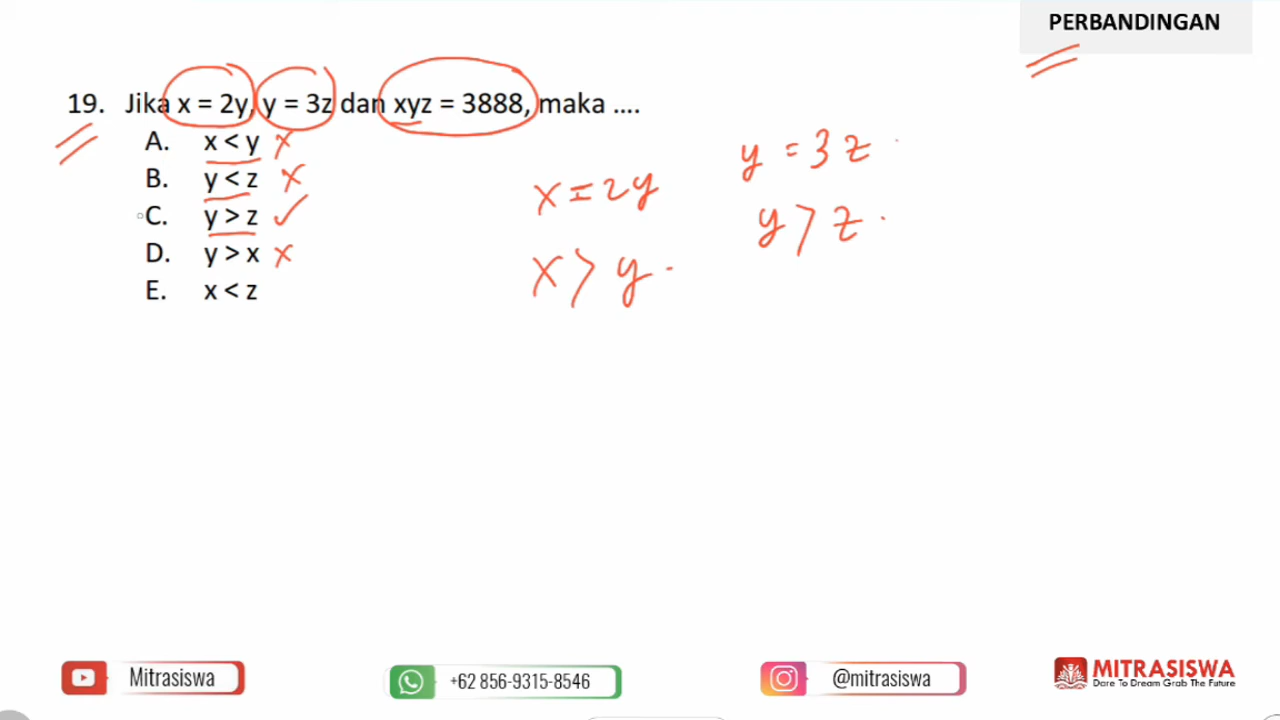 PERBANDINGAN
19. Jika x = 2y, y = 3z dan xyz = 3888, maka ....
A. x < y x
B. y < z x
C. y > z ✓
D. y > x x
E. x < z
x = 2y
x > y .
y = 3z
y > z .
Mitrasiswa
+62 856-9315-8546
@mitrasiswa
MITRASISWA
Dare To Dream Grab The Future